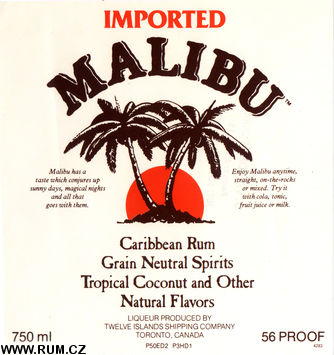 IMPORTED
MALIBU
TM
Malibu has a
taste which conjures up
sunny days, magical nights
and all that
goes with them.
Enjoy Malibu anytime,
straight, on-the-rocks
or mixed. Try it
with cola, tonic,
fruit juice or milk.
Caribbean Rum
Grain Neutral Spirits
Tropical Coconut and Other
Natural Flavors
LIQUEUR PRODUCED BY
TWELVE ISLANDS SHIPPING COMPANY
TORONTO, CANADA
750 ml
56 PROOF
P50ED2 P3HD1
4283
WWW.RUM.CZ